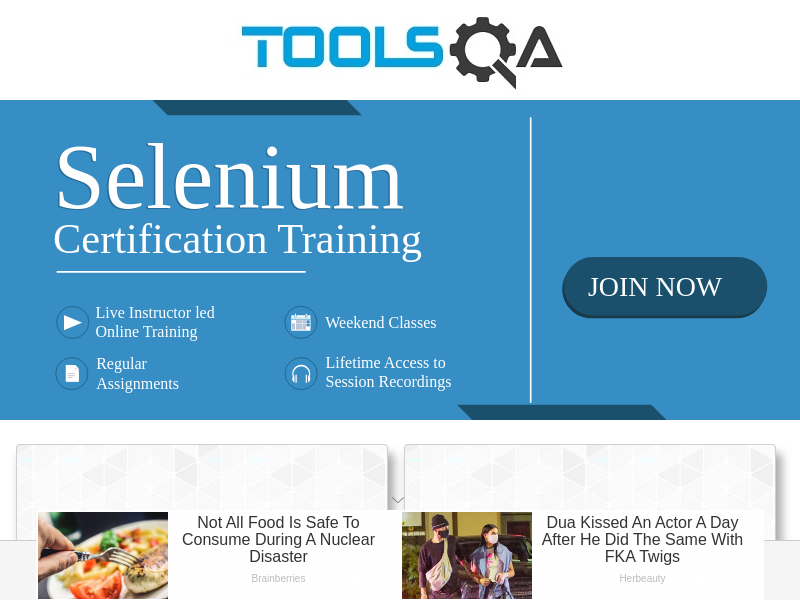 TOOLSQA
Selenium
Certification Training
JOIN NOW
Live Instructor led
Online Training
Weekend Classes
Regular
Assignments
Lifetime Access to
Session Recordings
Not All Food Is Safe To
Consume During A Nuclear
Disaster
Brainberries
Dua Kissed An Actor A Day
After He Did The Same With
FKA Twigs
Herbeauty